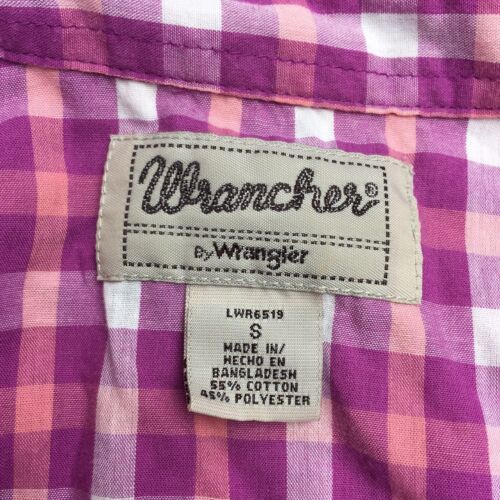 Wrancher®
By Wrangler
LWR6519
S
MADE IN/
HECHO EN
BANGLADESH
55% COTTON
45% POLYESTER